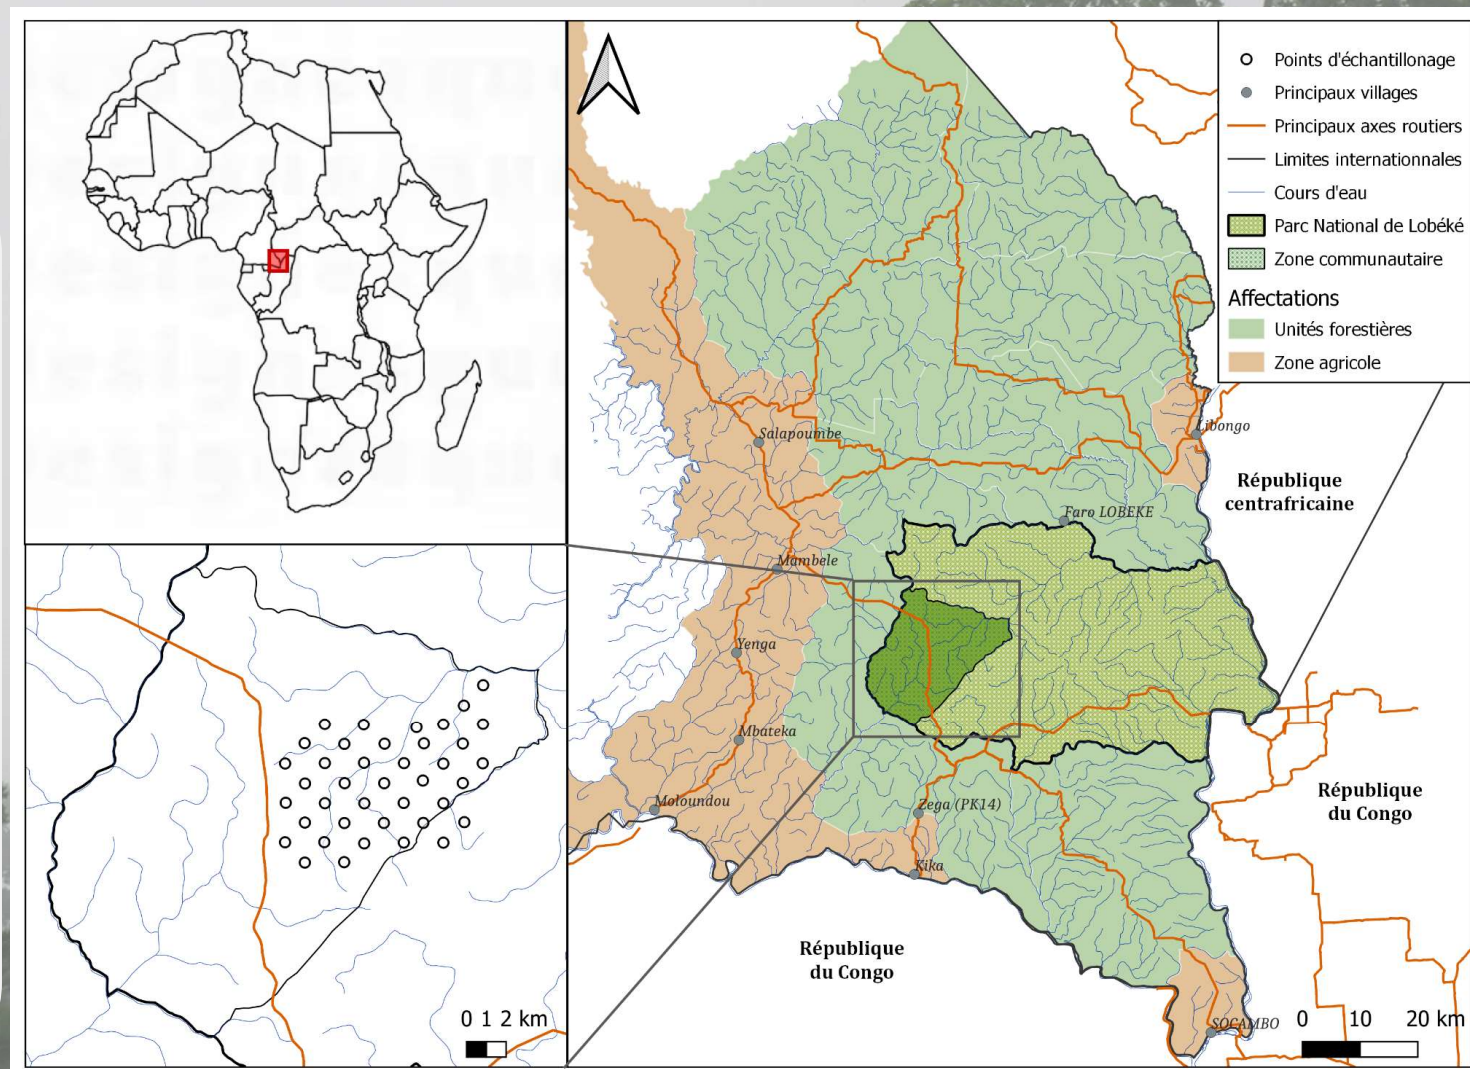 Points d'échantillonage
Principaux villages
Principaux axes routiers
Limites internationnales
Cours d'eau
Parc National de Lobéké
Zone communautaire
Affectations
Unités forestières
Zone agricole
Salapoumbe
Libongo
République
centrafricaine
Faro LOBEKE
Mambele
Yenga
Mbateka
Moloundou
Zega (PK14)
Kika
République
du Congo
République
du Congo
SOCAMBO
0 1 2 km
0 10 20 km